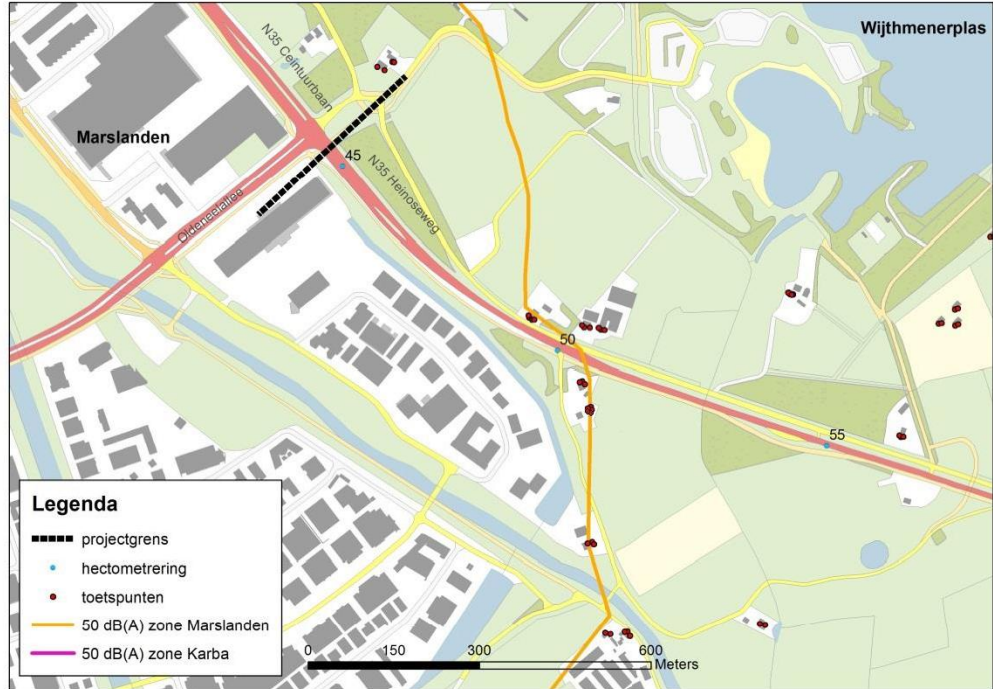 Wijthmenerplas
N35 Ceintuurbaan
Marslanden
45
N35 Heinoseweg
Oldeneelallee
50
55
Legenda
projectgrens
hectometrering
toetspunten
50 dB(A) zone Marslanden
50 dB(A) zone Karba
0 150 300 600
Meters